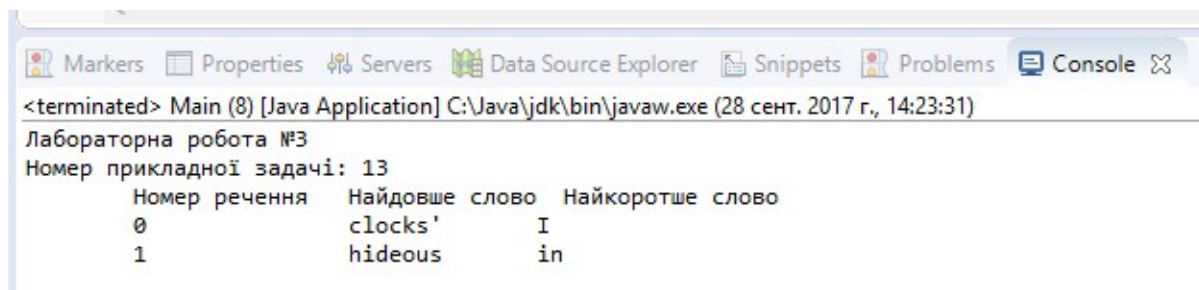 Markers Properties Servers Data Source Explorer Snippets Problems Console
<terminated> Main (8) [Java Application] C:\Java\jdk\bin\javaw.exe (28 сент. 2017 г., 14:23:31)
Лабораторна робота №3
Номер прикладної задачі: 13
Номер речення Найдовше слово Найкоротше слово
0 clocks' I
1 hideous in